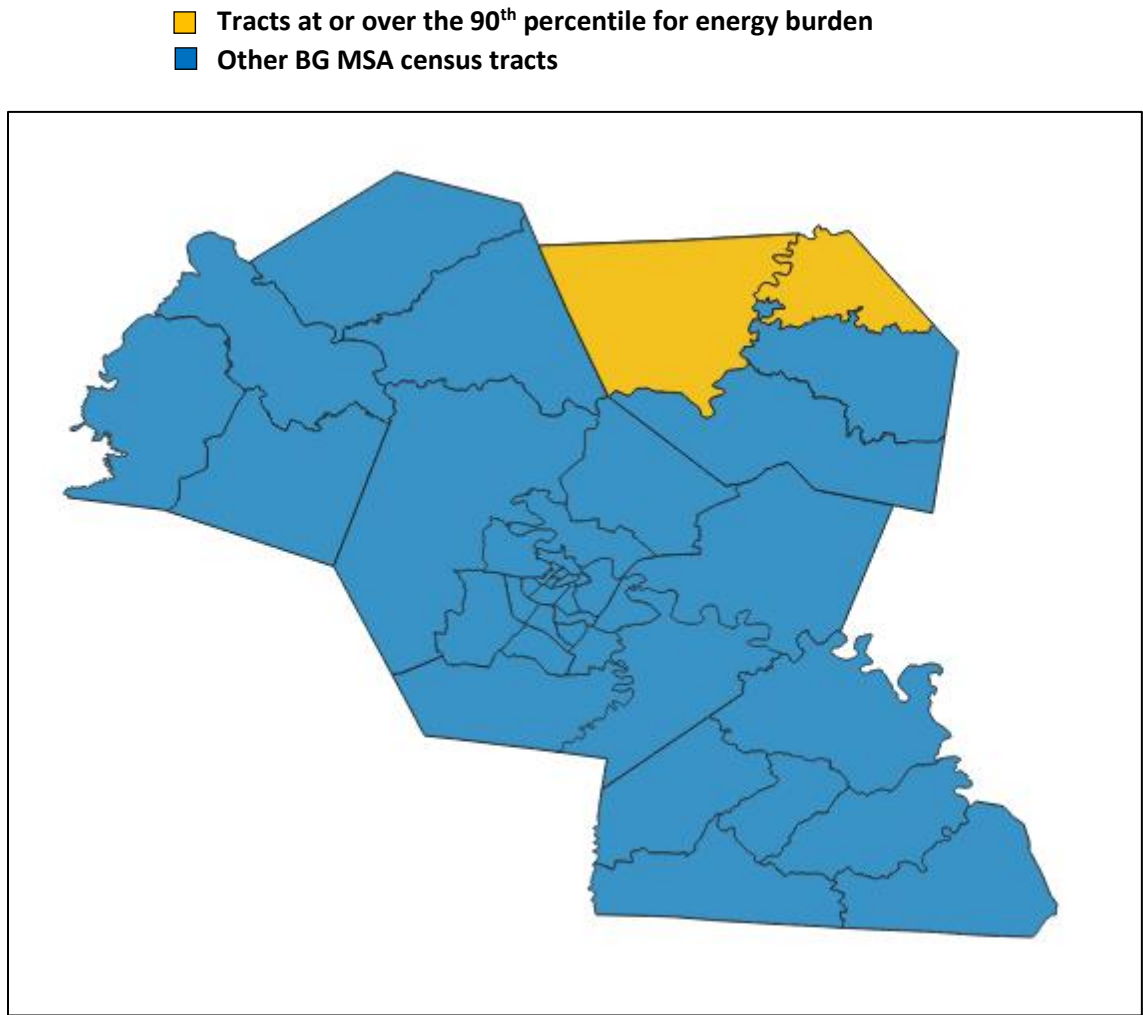 Tracts at or over the 90th percentile for energy burden
Other BG MSA census tracts